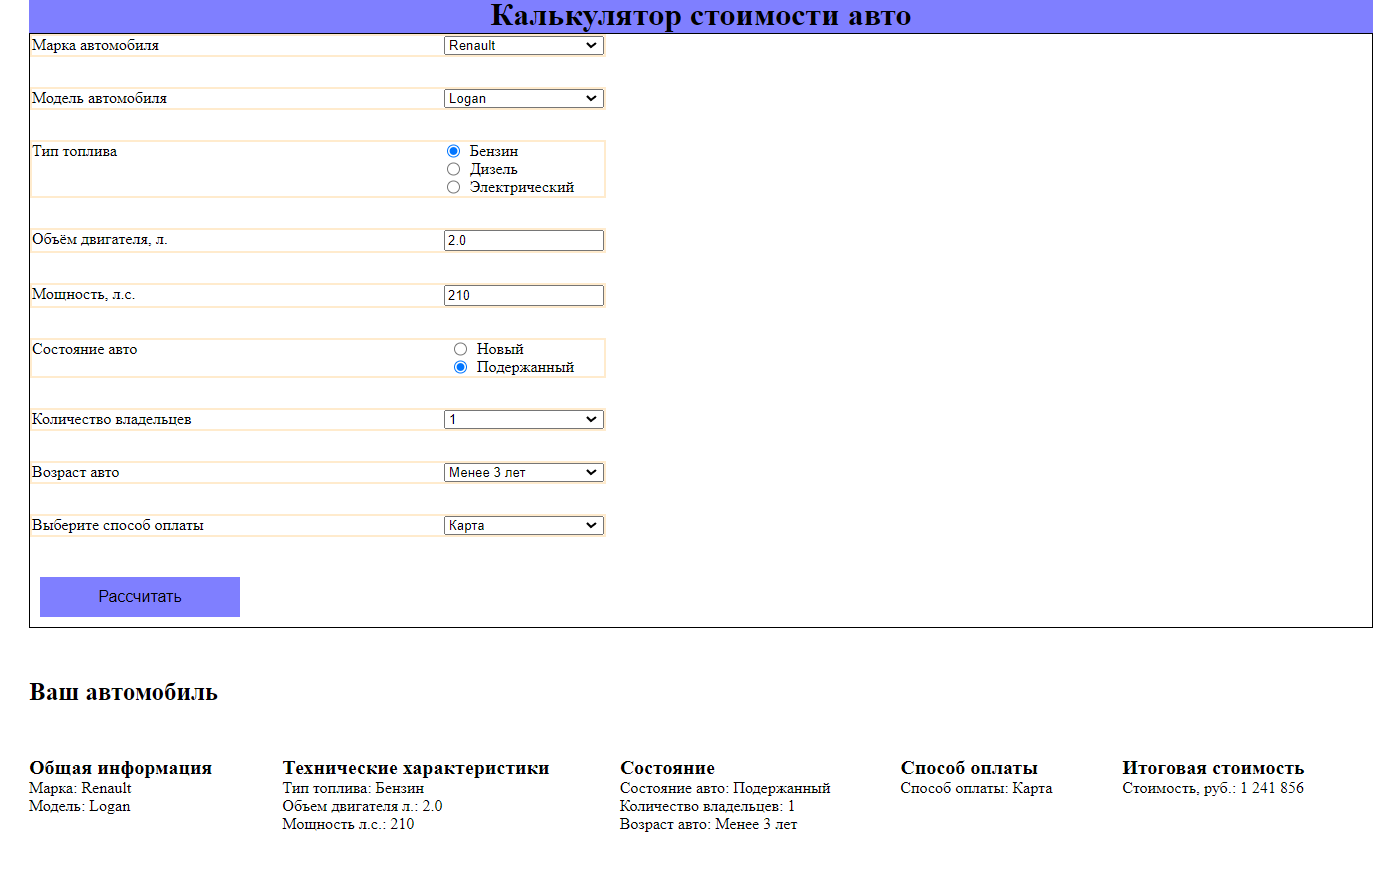 Калькулятор стоимости авто
Марка автомобиля Renault
Модель автомобиля Logan
Тип топлива Бензин
Дизель
Электрический
Объём двигателя, л. 2.0
Мощность, л.с. 210
Состояние авто Новый
Подержанный
Количество владельцев 1
Возраст авто Менее 3 лет
Выберите способ оплаты Карта
Рассчитать
Ваш автомобиль
Общая информация
Марка: Renault
Модель: Logan
Технические характеристики
Тип топлива: Бензин
Объем двигателя л.: 2.0
Мощность л.с.: 210
Состояние
Состояние авто: Подержанный
Количество владельцев: 1
Возраст авто: Менее 3 лет
Способ оплаты
Способ оплаты: Карта
Итоговая стоимость
Стоимость, руб.: 1 241 856